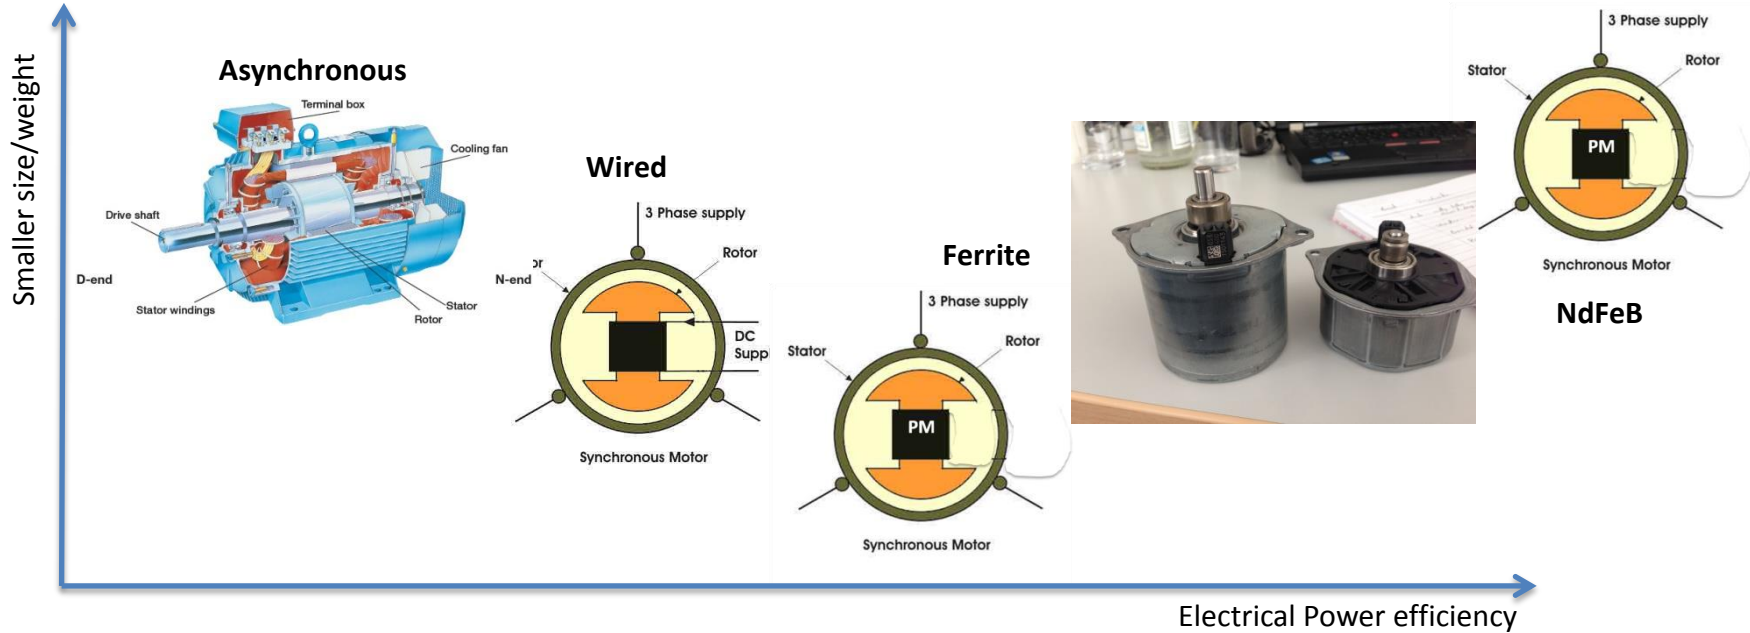 Smaller size/weight
Asynchronous
Terminal box
Cooling fan
Drive shaft
D-end
Stator windings
Stator
Rotor
N-end
Wired
3 Phase supply
or
Rotor
DC
Suppl
Synchronous Motor
Ferrite
3 Phase supply
Stator
Rotor
PM
Synchronous Motor
3 Phase supply
Stator
Rotor
PM
Synchronous Motor
NdFeB
Electrical Power efficiency